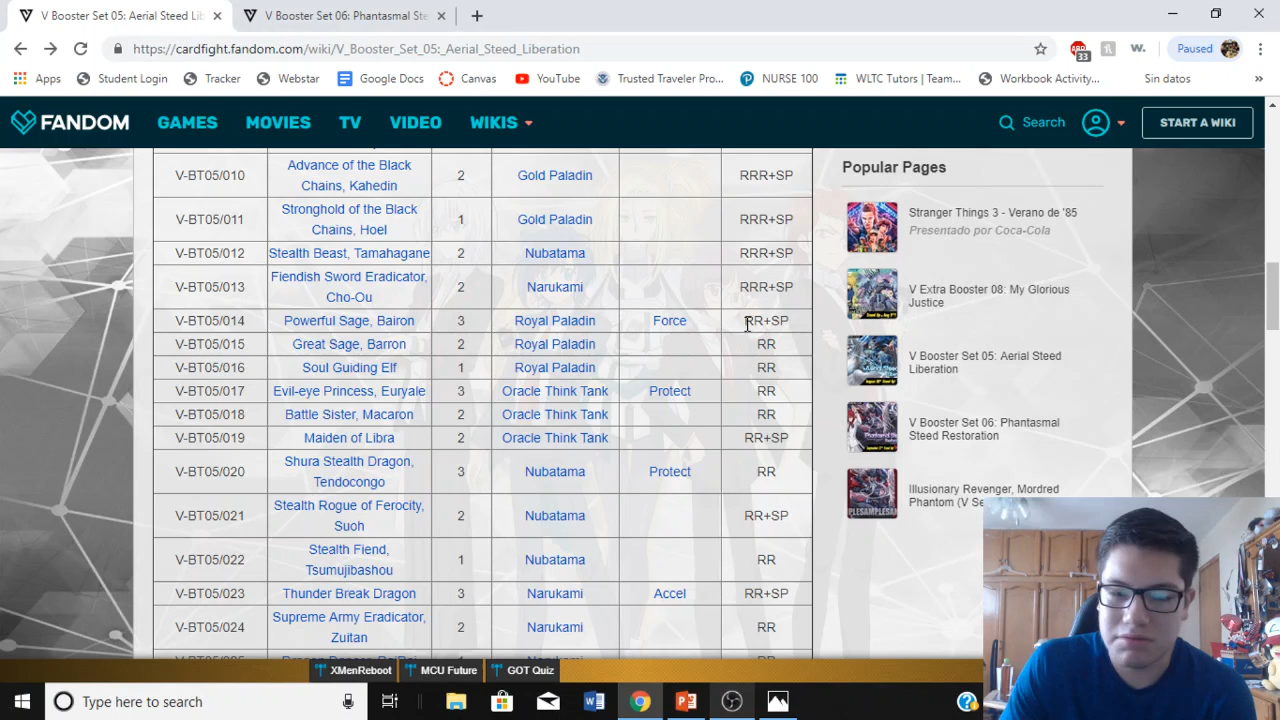 V Booster Set 05: Aerial Steed Lib
V Booster Set 06: Phantasmal Ste
https://cardfight.fandom.com/wiki/V_Booster_Set_05:_Aerial_Steed_Liberation
ABP
33
h
w.
Paused
Apps
Student Login
Tracker
Webstar
Google Docs
Canvas
YouTube
Trusted Traveler Pro...
NURSE 100
WLTC Tutors | Team...
Workbook Activity...
Sin datos
»
FANDOM
GAMES
MOVIES
TV
VIDEO
WIKIS
Search
START A WIKI
V-BT05/010 Advance of the Black Chains, Kahedin 2 Gold Paladin RRR+SP
V-BT05/011 Stronghold of the Black Chains, Hoel 1 Gold Paladin RRR+SP
V-BT05/012 Stealth Beast, Tamahagane 2 Nubatama RRR+SP
V-BT05/013 Fiendish Sword Eradicator, Cho-Ou 2 Narukami RRR+SP
V-BT05/014 Powerful Sage, Bairon 3 Royal Paladin Force RR+SP
V-BT05/015 Great Sage, Barron 2 Royal Paladin RR
V-BT05/016 Soul Guiding Elf 1 Royal Paladin RR
V-BT05/017 Evil-eye Princess, Euryale 3 Oracle Think Tank Protect RR
V-BT05/018 Battle Sister, Macaron 2 Oracle Think Tank RR
V-BT05/019 Maiden of Libra 2 Oracle Think Tank RR+SP
V-BT05/020 Shura Stealth Dragon, Tendocongo 3 Nubatama Protect RR
V-BT05/021 Stealth Rogue of Ferocity, Suoh 2 Nubatama RR+SP
V-BT05/022 Stealth Fiend, Tsumujibashou 1 Nubatama RR
V-BT05/023 Thunder Break Dragon 3 Narukami Accel RR+SP
V-BT05/024 Supreme Army Eradicator, Zuitan 2 Narukami RR
Popular Pages
Stranger Things 3 - Verano de '85
Presentado por Coca-Cola
V Extra Booster 08: My Glorious
Justice
V Booster Set 05: Aerial Steed
Liberation
V Booster Set 06: Phantasmal
Steed Restoration
Illusionary Revenger, Mordred
Phantom (V Se
XMenReboot
MCU Future
GOT Quiz
Type here to search